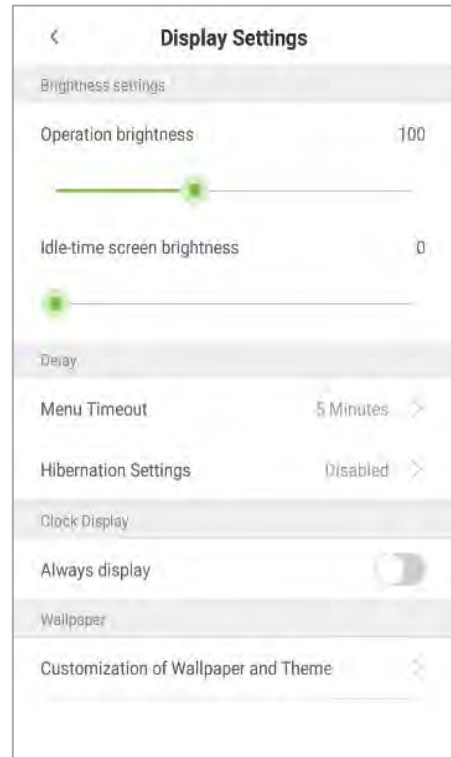 Display Settings
Brightness settings
Operation brightness 100
Idle-time screen brightness 0
Delay
Menu Timeout 5 Minutes
Hibernation Settings Disabled
Clock Display
Always display
Wallpaper
Customization of Wallpaper and Theme